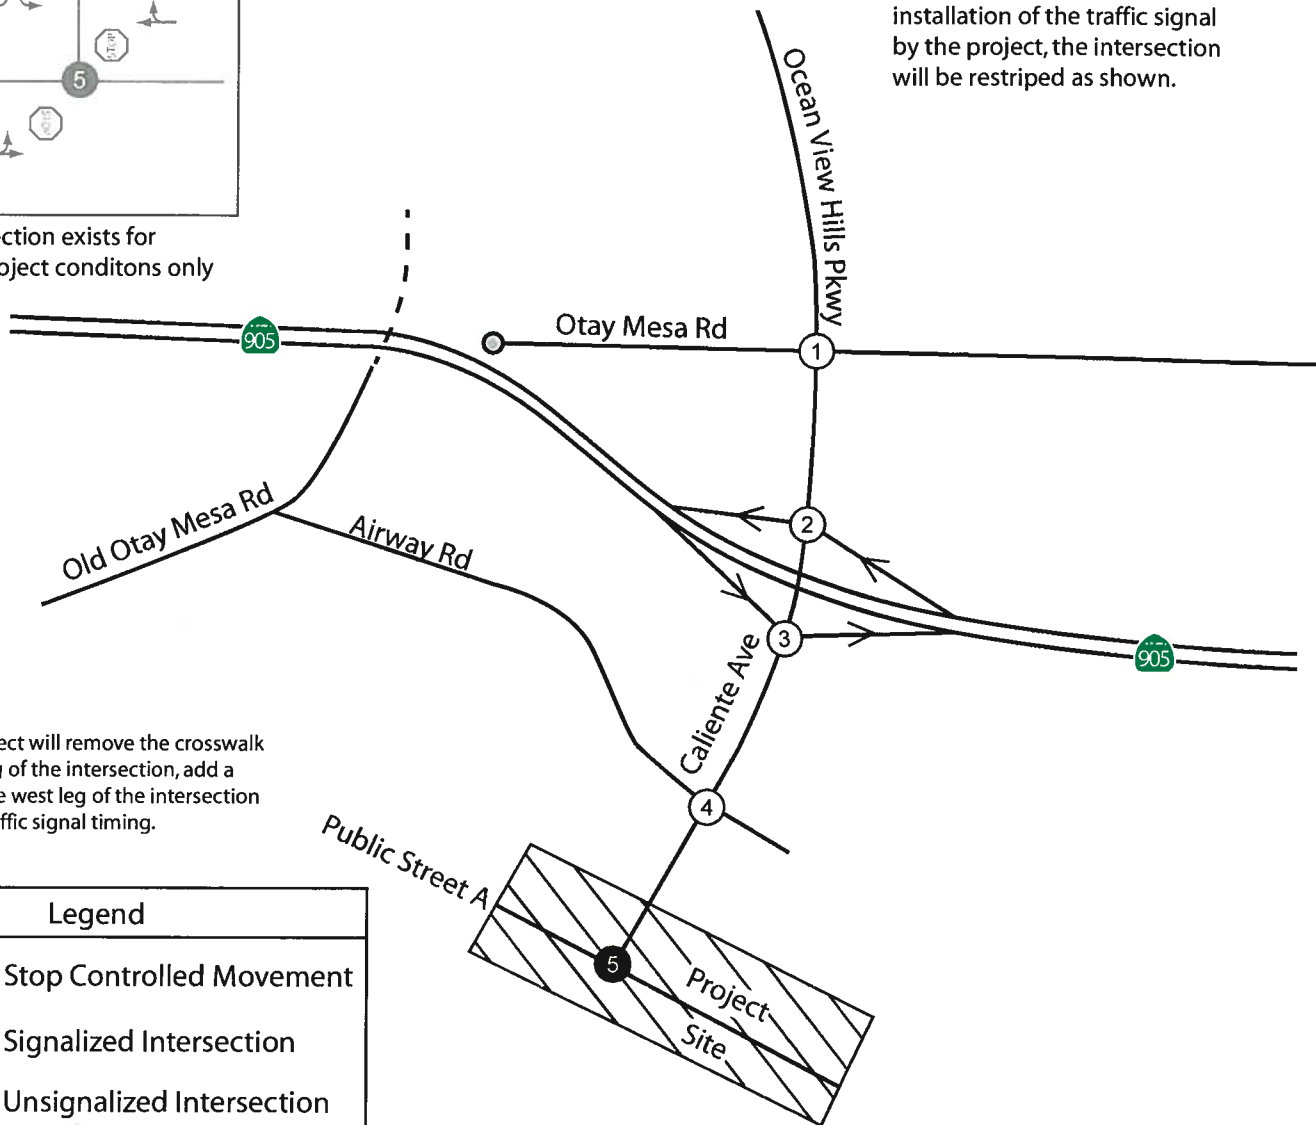 installation of the traffic signal
by the project, the intersection
will be restriped as shown.
STOP
5
STOP
ction exists for
oject conditons only
Ocean View Hills Pkwy
905
Otay Mesa Rd
1
2
Old Otay Mesa Rd
Airway Rd
3
905
Caliente Ave
ect will remove the crosswalk
of the intersection, add a
e west leg of the intersection
ffic signal timing.
4
Public Street A
5
Project
Site
Legend
Stop Controlled Movement
Signalized Intersection
Unsignalized Intersection